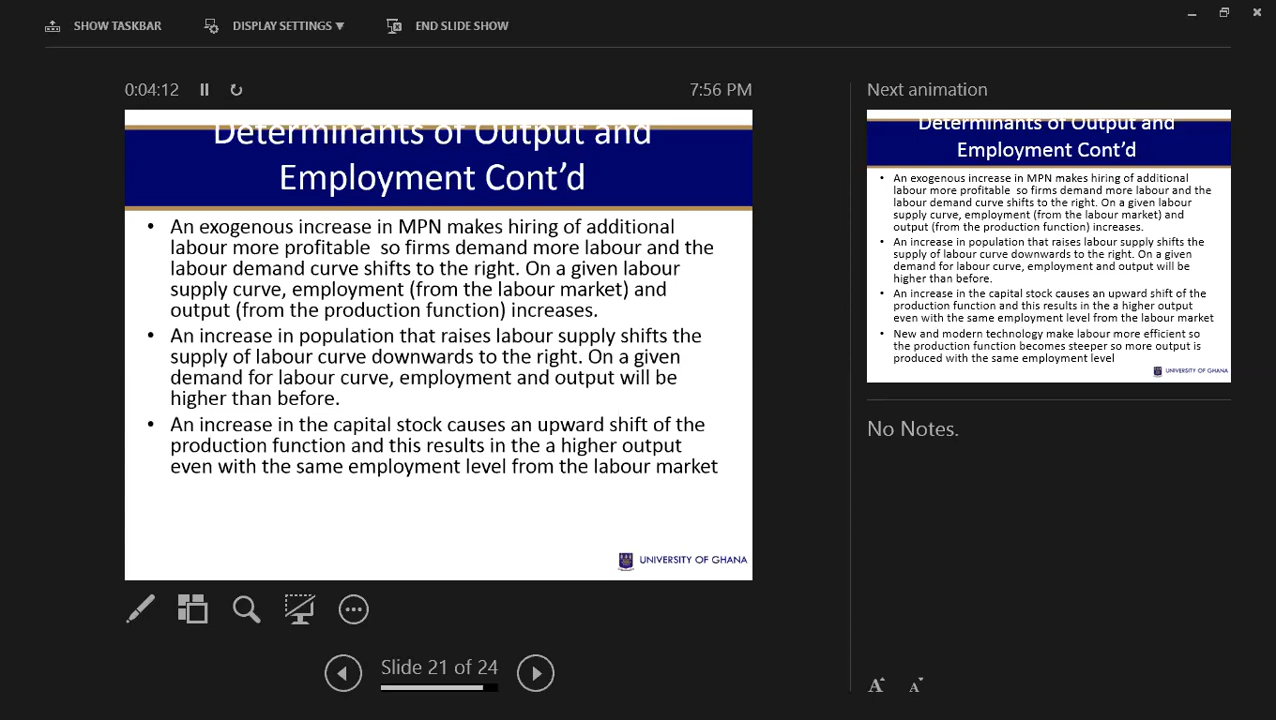 SHOW TASKBAR
DISPLAY SETTINGS ▼
END SLIDE SHOW
0:04:12
7:56 PM
Determinants of Output and
Employment Cont'd
• An exogenous increase in MPN makes hiring of additional
labour more profitable so firms demand more labour and the
labour demand curve shifts to the right. On a given labour
supply curve, employment (from the labour market) and
output (from the production function) increases.
• An increase in population that raises labour supply shifts the
supply of labour curve downwards to the right. On a given
demand for labour curve, employment and output will be
higher than before.
• An increase in the capital stock causes an upward shift of the
production function and this results in the a higher output
even with the same employment level from the labour market
UNIVERSITY OF GHANA
Slide 21 of 24
Next animation
Determinants of Output and
Employment Cont'd
• An exogenous increase in MPN makes hiring of additional
labour more profitable so firms demand more labour and the
labour demand curve shifts to the right. On a given labour
supply curve, employment (from the labour market) and
output (from the production function) increases.
• An increase in population that raises labour supply shifts the
supply of labour curve downwards to the right. On a given
demand for labour curve, employment and output will be
higher than before.
• An increase in the capital stock causes an upward shift of the
production function and this results in the a higher output
even with the same employment level from the labour market
• New and modern technology make labour more efficient so
the production function becomes steeper so more output is
produced with the same employment level
UNIVERSITY OF GHANA
No Notes.
A A